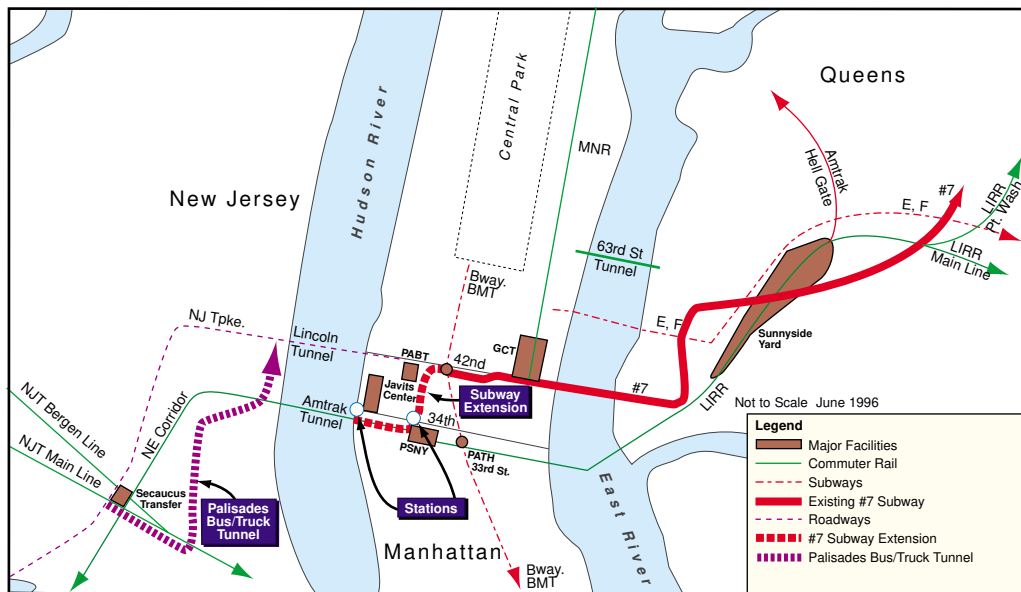 Queens
Central Park
Hudson River
MNR
Amtrak
Hell Gate
#7
LIRR
Pt. Wash.
E, F
New Jersey
63rd St
Tunnel
LIRR
Main Line
Bway.
BMT
NJ Tpke.
Lincoln
Tunnel
PABT
42nd
GCT
E, F
Sunnyside
Yard
Javits
Center
Subway
Extension
#7
LIRR
Not to Scale June 1996
NJT Bergen Line
NE Corridor
Amtrak
Tunnel
34th
PSNY
PATH
33rd St.
NJT Main Line
Secaucus
Transfer
Palisades
Bus/Truck
Tunnel
Stations
East River
Manhattan
Bway.
BMT
Legend
Major Facilities
Commuter Rail
Subways
Existing #7 Subway
Roadways
#7 Subway Extension
Palisades Bus/Truck Tunnel